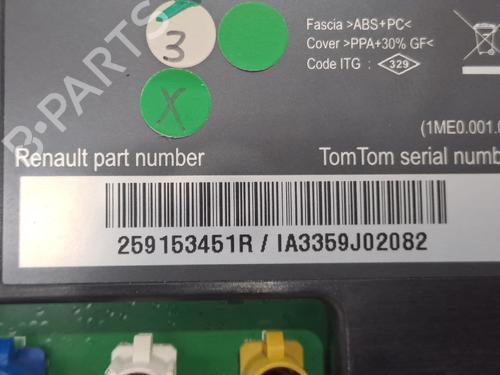 Fascia >ABS+PC<
Cover >PPA+30% GF<
Code ITG : 329
3
X
B-PARTS
Renault part number
TomTom serial
259153451R / IA3359J02082